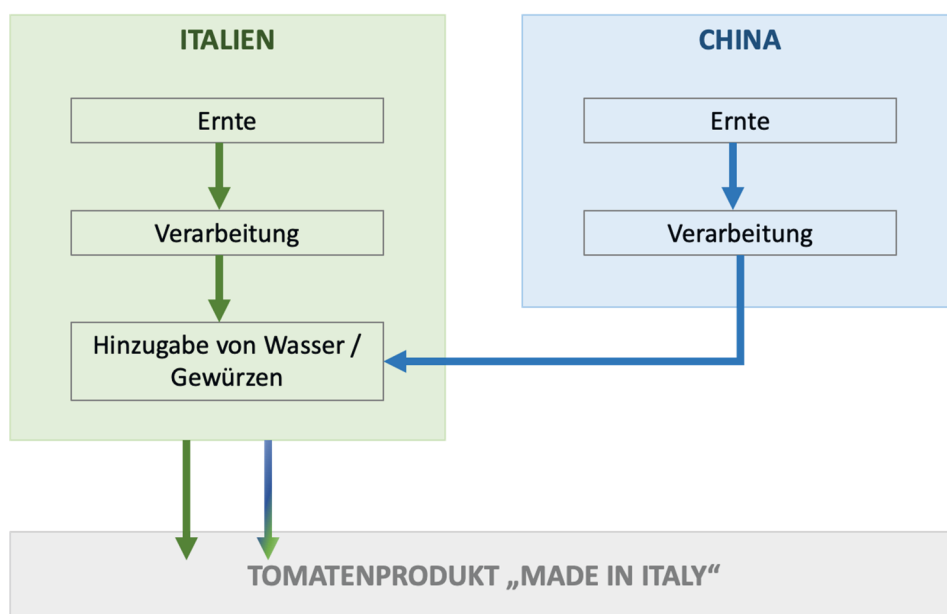 ITALIEN
Ernte
Verarbeitung
Hinzugabe von Wasser /
Gewürzen
CHINA
Ernte
Verarbeitung
TOMATENPRODUKT „MADE IN ITALY“